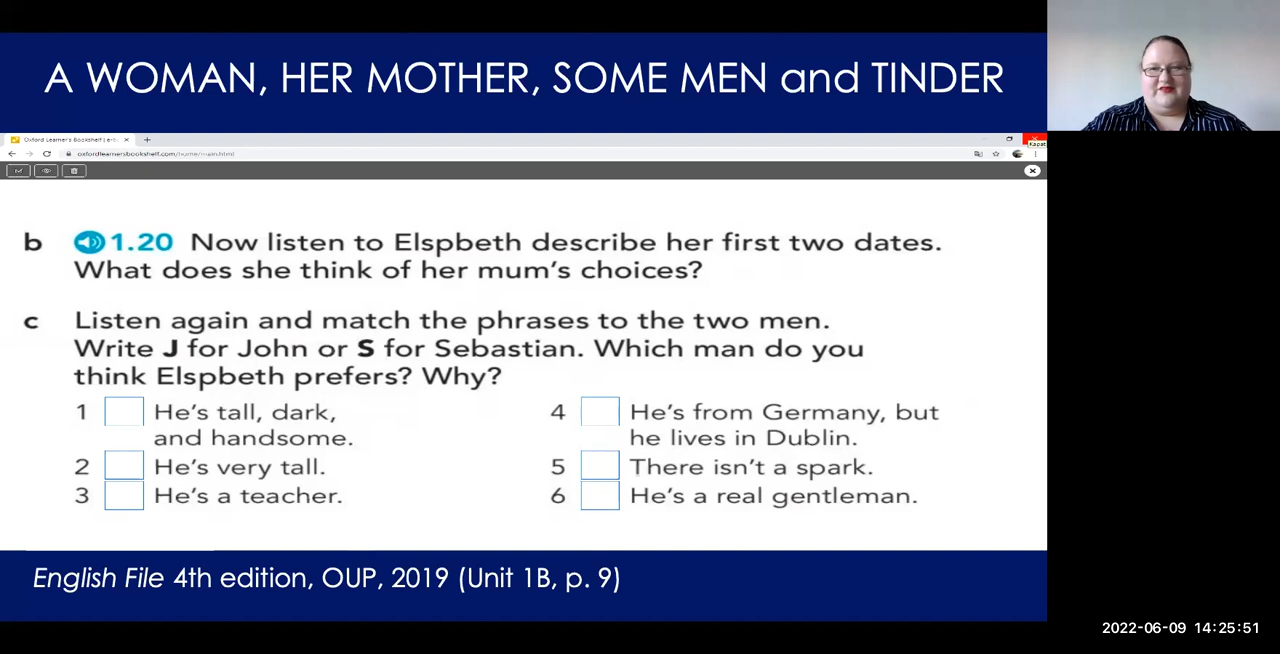 A WOMAN, HER MOTHER, SOME MEN and TINDER
Kapat
b 1.20 Now listen to Elspbeth describe her first two dates.
What does she think of her mum's choices?
c Listen again and match the phrases to the two men.
Write J for John or S for Sebastian. Which man do you
think Elspbeth prefers? Why?
1 He's tall, dark,
and handsome.
2 He's very tall.
3 He's a teacher.
4 He's from Germany, but
he lives in Dublin.
5 There isn't a spark.
6 He's a real gentleman.
English File 4th edition, OUP, 2019 (Unit 1B, p. 9)
2022-06-09 14:25:51